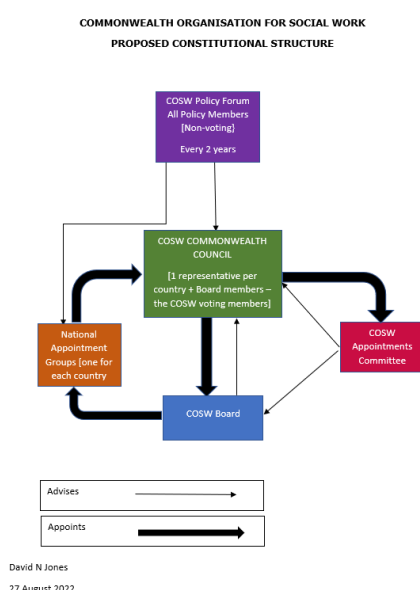 COMMONWEALTH ORGANISATION FOR SOCIAL WORK
PROPOSED CONSTITUTIONAL STRUCTURE
COSW Policy Forum
All Policy Members
[Non-voting)
Every 2 years
COSW COMMONWEALTH
COUNCIL
[1 representative per
country + Board members –
the COSW voting members]
National
Appointment
Groups [one for
each country
COSW
Appointments
Committee
COSW Board
Advises
Appoints
David N Jones
27 August 2022